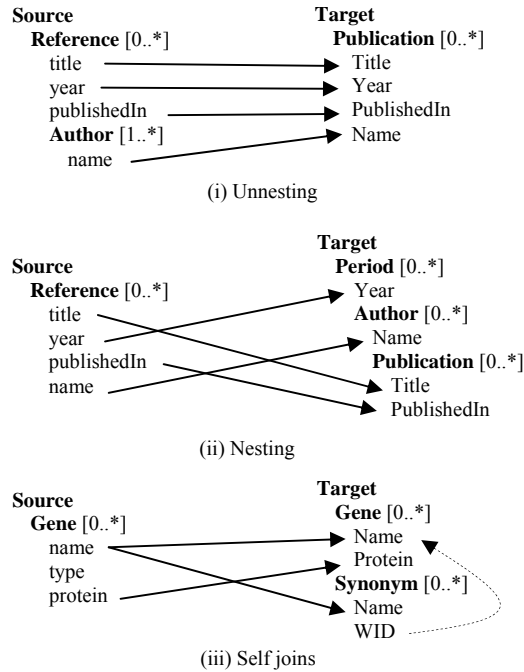 Source Target
Reference [0..*] Publication [0..*]
title Title
year Year
publishedIn PublishedIn
Author [1..*] Name
name
(i) Unnesting
Target
Source Period [0..*]
Reference [0..*] Year
title Author [0..*]
year Name
publishedIn Publication [0..*]
name Title
PublishedIn
(ii) Nesting
Target
Source Gene [0..*]
Gene [0..*] Name
name Protein
type Synonym [0..*]
protein Name
WID
(iii) Self joins